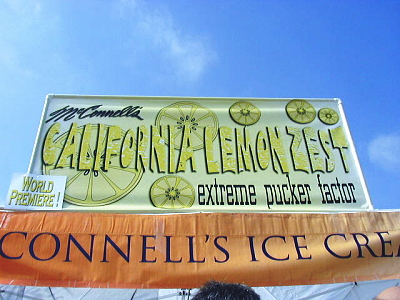 McConnell's
CALIFORNIA LEMON ZEST
extreme pucker factor
WORLD
PREMIERE!
CONNELL'S ICE CREA